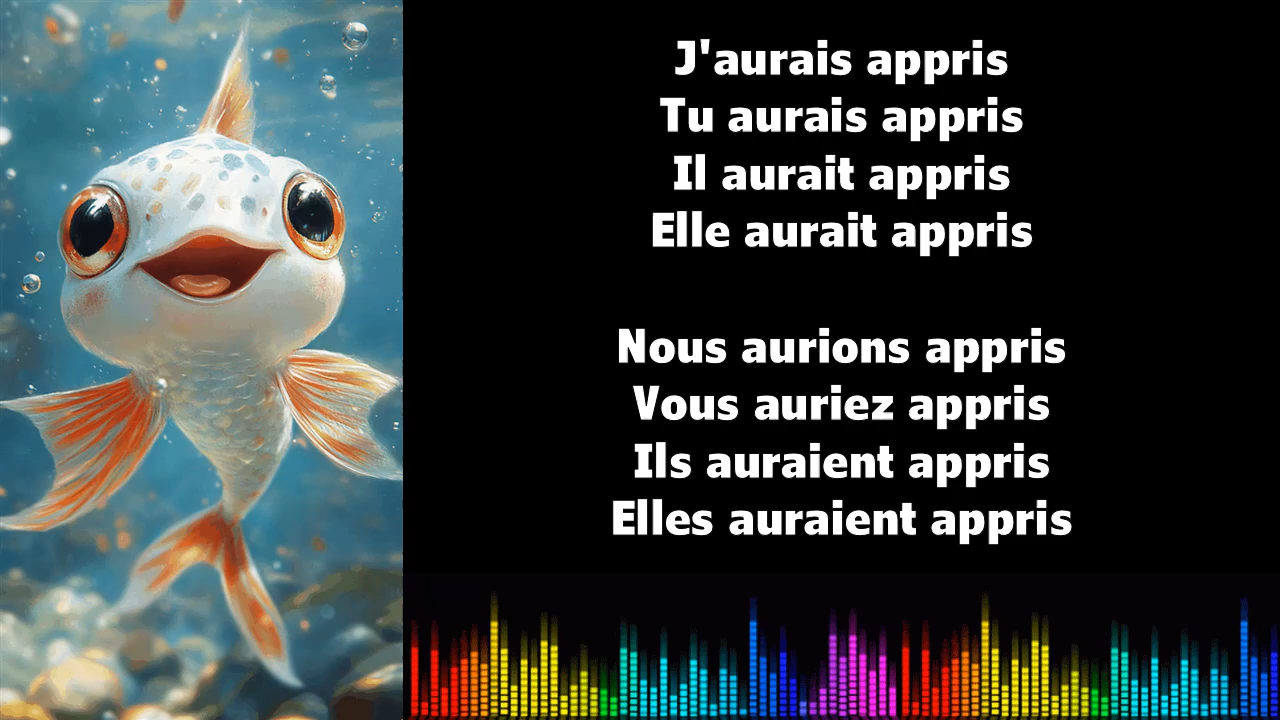 J'aurais appris
Tu aurais appris
Il aurait appris
Elle aurait appris
Nous aurions appris
Vous auriez appris
Ils auraient appris
Elles auraient appris